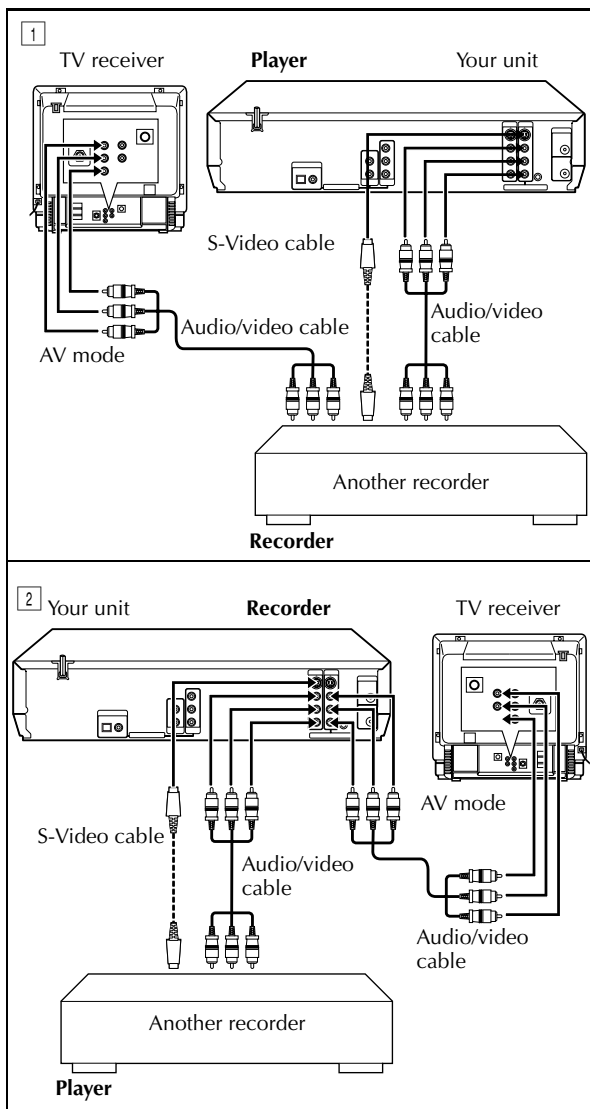 1
TV receiver
Player
Your unit
S-Video cable
Audio/video
cable
Audio/video cable
AV mode
Another recorder
Recorder
2
Your unit
Recorder
TV receiver
AV mode
S-Video cable
Audio/video
cable
Audio/video
cable
Another recorder
Player